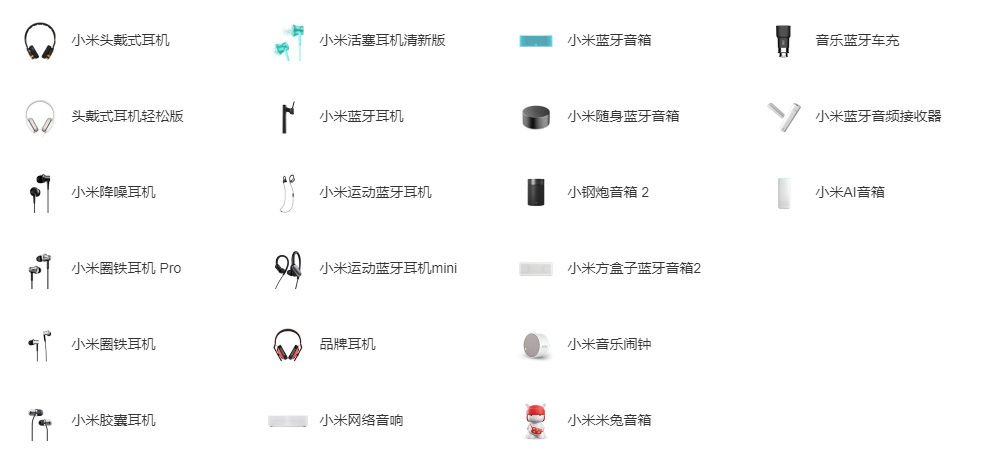 小米头戴式耳机
头戴式耳机轻松版
小米降噪耳机
小米圈铁耳机 Pro
小米圈铁耳机
小米胶囊耳机
小米活塞耳机清新版
小米蓝牙耳机
小米运动蓝牙耳机
小米运动蓝牙耳机mini
品牌耳机
小米网络音响
小米蓝牙音箱
小米随身蓝牙音箱
小钢炮音箱 2
小米方盒子蓝牙音箱2
小米音乐闹钟
小米米兔音箱
音乐蓝牙车充
小米蓝牙音频接收器
小米AI音箱